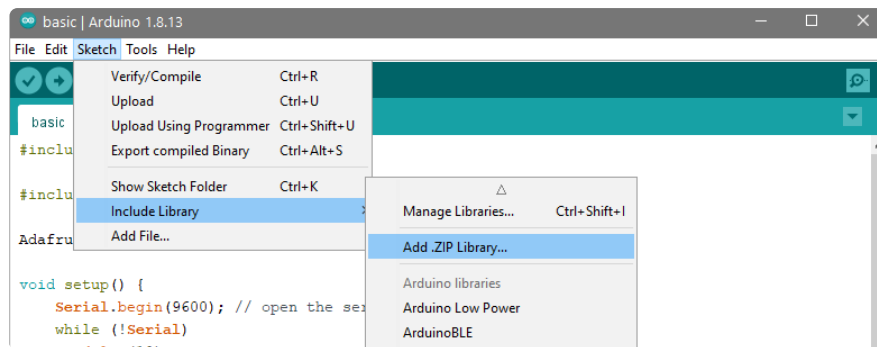 basic | Arduino 1.8.13
File Edit Sketch Tools Help
Verify/Compile Ctrl+R
Upload Ctrl+U
Upload Using Programmer Ctrl+Shift+U
Export compiled Binary Ctrl+Alt+S
Show Sketch Folder Ctrl+K
Include Library
Add File...
Manage Libraries... Ctrl+Shift+I
Add .ZIP Library...
Arduino libraries
Arduino Low Power
ArduinoBLE
basic
#inclu
#inclu
Adafru
void setup() {
Serial.begin(9600); // open the ser
while (!Serial)